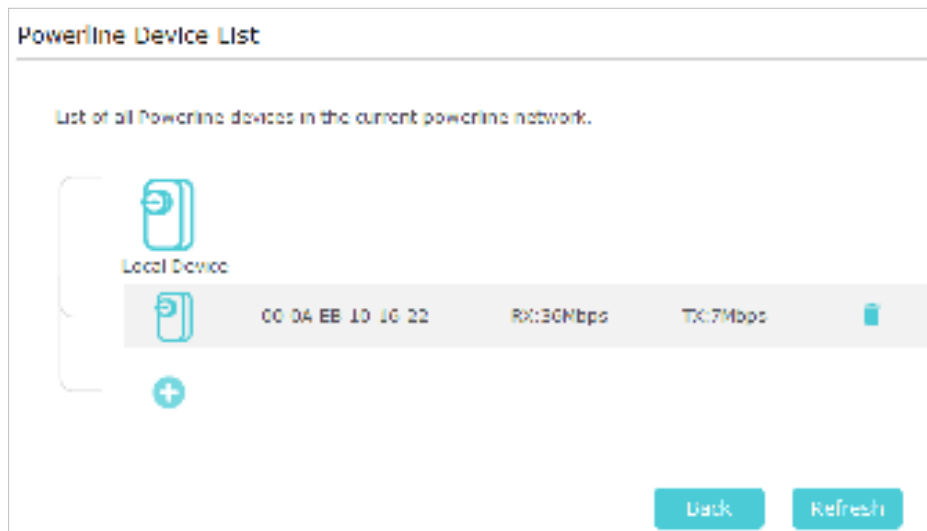 Powerline Device List
List of all Powerline devices in the current powerline network.
Local Device
00-0A-EB-10-16-22 RX:36Mbps TX:7Mbps
Back Refresh